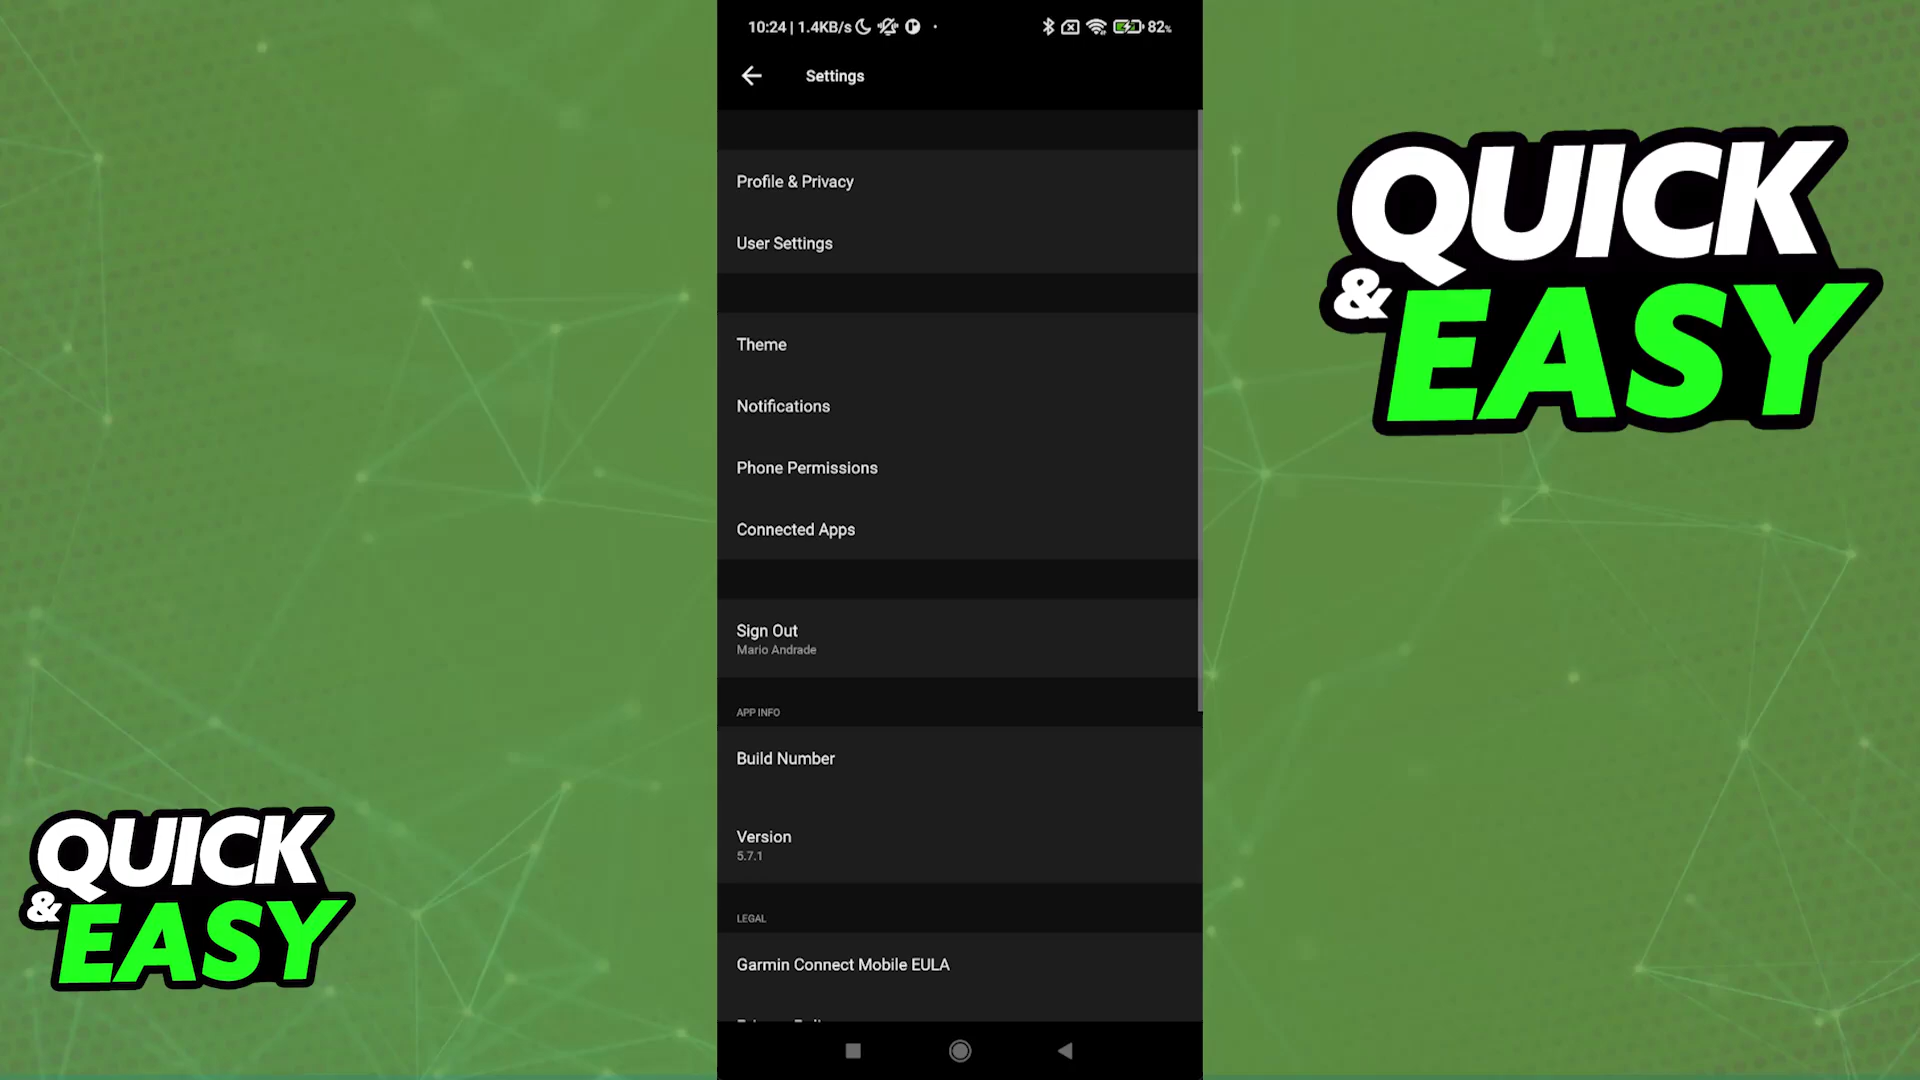 10:24 | 1.4KB/s
82%
Settings
Profile & Privacy
User Settings
Theme
Notifications
Phone Permissions
Connected Apps
Sign Out
Mario Andrade
APP INFO
Build Number
Version
5.7.1
LEGAL
Garmin Connect Mobile EULA
QUICK
& EASY
QUICK
& EASY